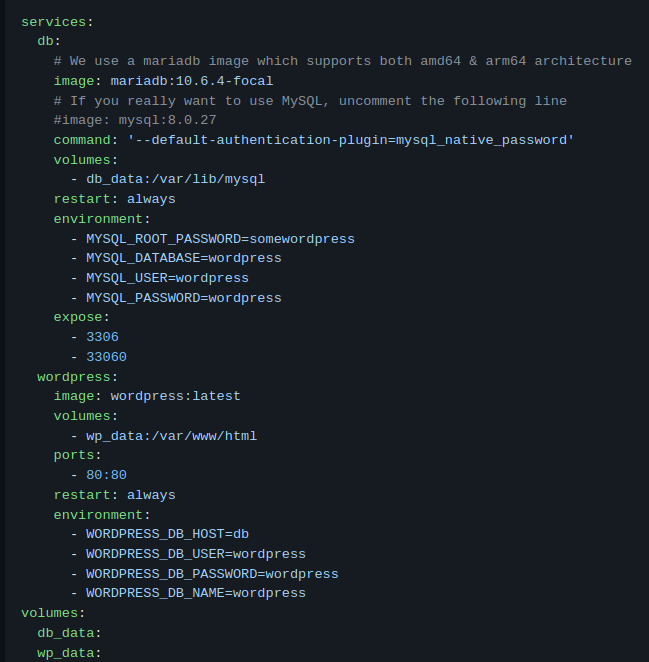 services:
  db:
    # We use a mariadb image which supports both amd64 & arm64 architecture
    image: mariadb:10.6.4-focal
    # If you really want to use MySQL, uncomment the following line
    #image: mysql:8.0.27
    command: '--default-authentication-plugin=mysql_native_password'
    volumes:
      - db_data:/var/lib/mysql
    restart: always
    environment:
      - MYSQL_ROOT_PASSWORD=somewordpress
      - MYSQL_DATABASE=wordpress
      - MYSQL_USER=wordpress
      - MYSQL_PASSWORD=wordpress
    expose:
      - 3306
      - 33060
  wordpress:
    image: wordpress:latest
    volumes:
      - wp_data:/var/www/html
    ports:
      - 80:80
    restart: always
    environment:
      - WORDPRESS_DB_HOST=db
      - WORDPRESS_DB_USER=wordpress
      - WORDPRESS_DB_PASSWORD=wordpress
      - WORDPRESS_DB_NAME=wordpress
volumes:
  db_data:
  wp_data: